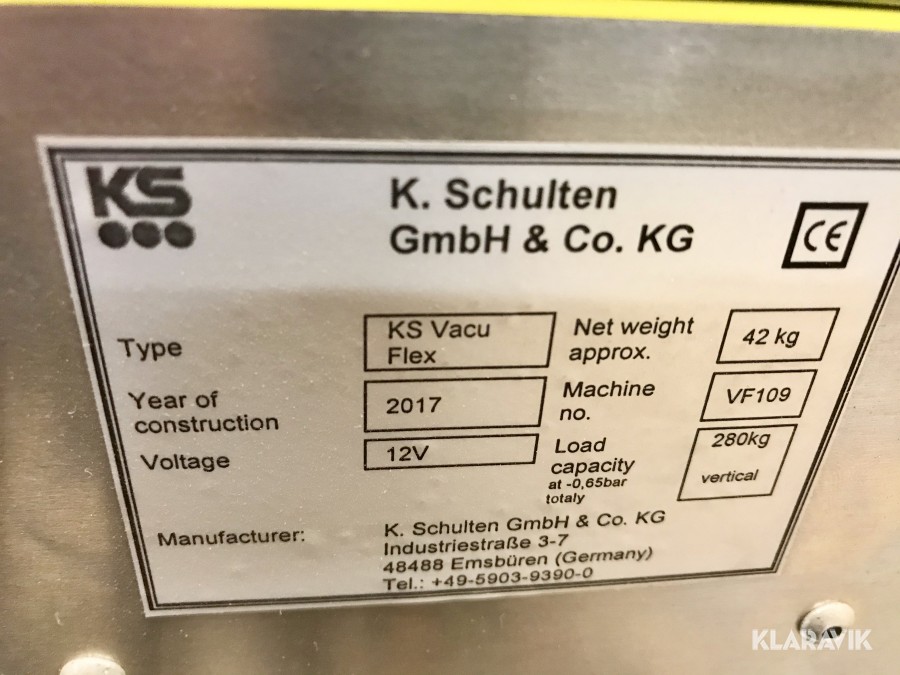 KS
K. Schulten
GmbH & Co. KG
CE
Type
KS Vacu
Flex
Net weight
approx.
42 kg
Year of
construction
2017
Machine
no.
VF109
Voltage
12V
Load
capacity
at -0,65bar
totaly
280kg
vertical
Manufacturer:
K. Schulten GmbH & Co. KG
Industriestraße 3-7
48488 Emsbüren (Germany)
Tel.: +49-5903-9390-0
KLARAVIK